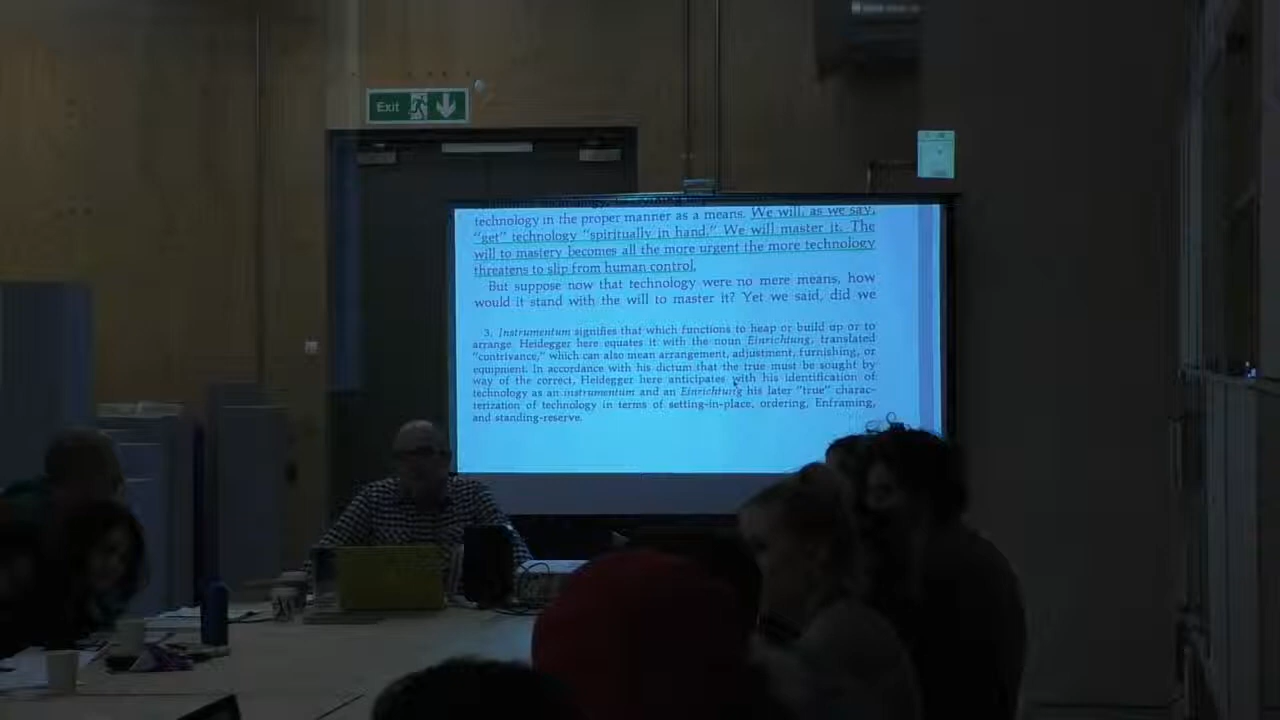 Exit
technology in the proper manner as a means. We will, as we say,
"get" technology "spiritually in hand." We will master it. The
will to mastery becomes all the more urgent the more technology
threatens to slip from human control.
But suppose now that technology were no mere means, how
would it stand with the will to master it? Yet we said, did we
3. Instrumentum signifies that which functions to heap or build up or to
arrange. Heidegger here equates it with the noun Einrichtung, translated
"contrivance," which can also mean arrangement, adjustment, furnishing, or
equipment. In accordance with his dictum that the true must be sought by
way of the correct, Heidegger here anticipates with his identification of
technology as an instrumentum and an Einrichtung his later "true" charac-
terization of technology in terms of setting-in-place, ordering, Enframing,
and standing-reserve.